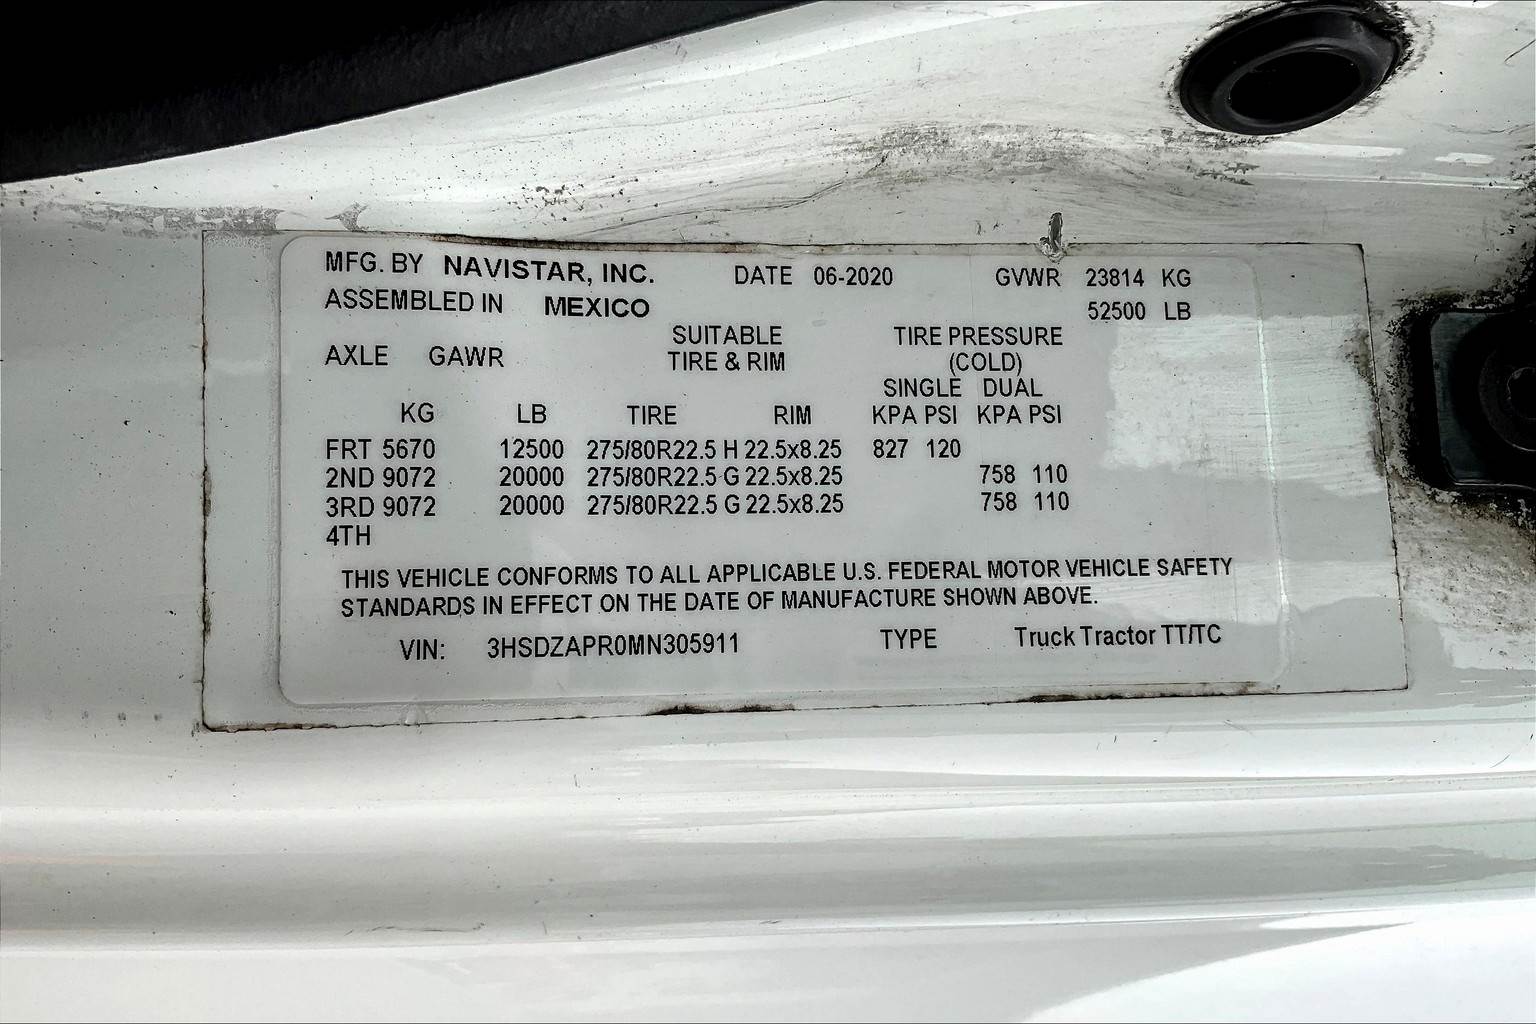 MFG. BY NAVISTAR, INC. DATE 06-2020 GVWR 23814 KG
ASSEMBLED IN MEXICO 52500 LB
SUITABLE TIRE PRESSURE
AXLE GAWR TIRE & RIM (COLD)
SINGLE DUAL
KG LB TIRE RIM KPA PSI KPA PSI
FRT 5670 12500 275/80R22.5 H 22.5x8.25 827 120
2ND 9072 20000 275/80R22.5 G 22.5x8.25 758 110
3RD 9072 20000 275/80R22.5 G 22.5x8.25 758 110
4TH
THIS VEHICLE CONFORMS TO ALL APPLICABLE U.S. FEDERAL MOTOR VEHICLE SAFETY
STANDARDS IN EFFECT ON THE DATE OF MANUFACTURE SHOWN ABOVE.
VIN: 3HSDZAPR0MN305911 TYPE Truck Tractor TT/TC